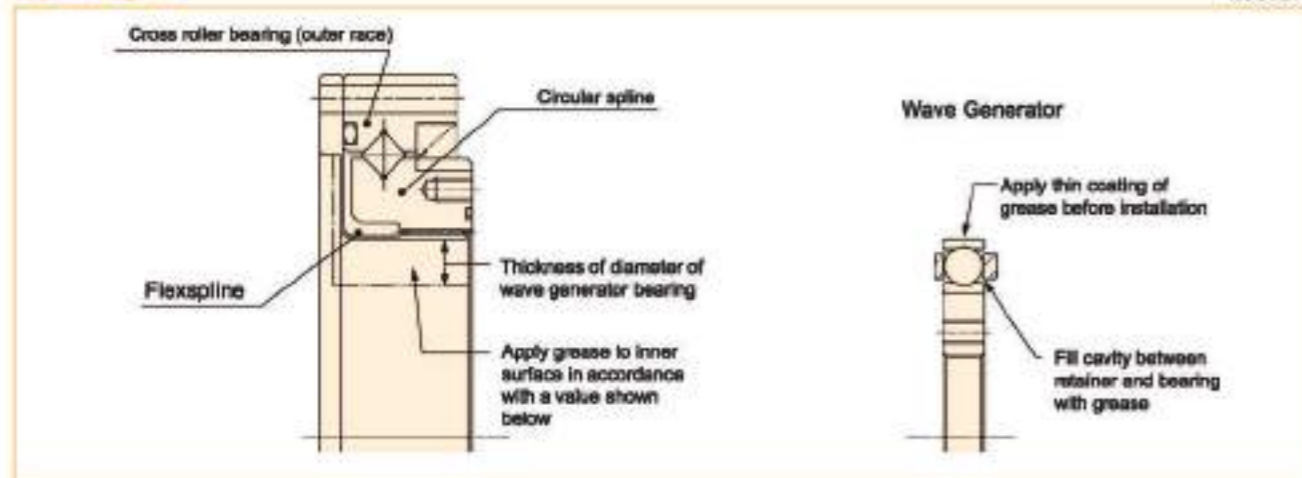 Cross roller bearing (outer race)
Circular spline
Flexspline
Thickness of diameter of
wave generator bearing
Apply grease to inner
surface in accordance
with a value shown
below
Wave Generator
Apply thin coating of
grease before installation
Fill cavity between
retainer and bearing
with grease